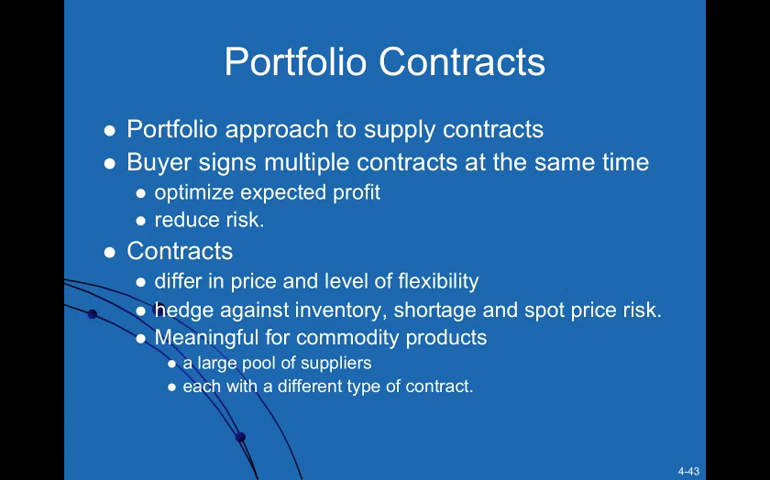 Portfolio Contracts
● Portfolio approach to supply contracts
● Buyer signs multiple contracts at the same time
● optimize expected profit
● reduce risk.
● Contracts
● differ in price and level of flexibility
● hedge against inventory, shortage and spot price risk.
● Meaningful for commodity products
● a large pool of suppliers
● each with a different type of contract.
4-43